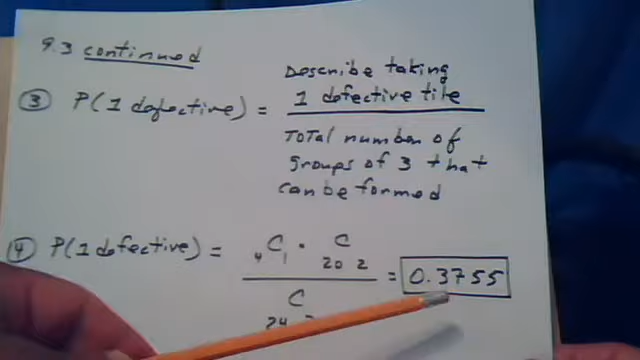 9.3 continued
Describe taking
③ P(1 defective) = 1 defective tile
Total number of
groups of 3 that
can be formed
④ P(1 defective) = 4C1 · 20C2
= 0.3755
C
24